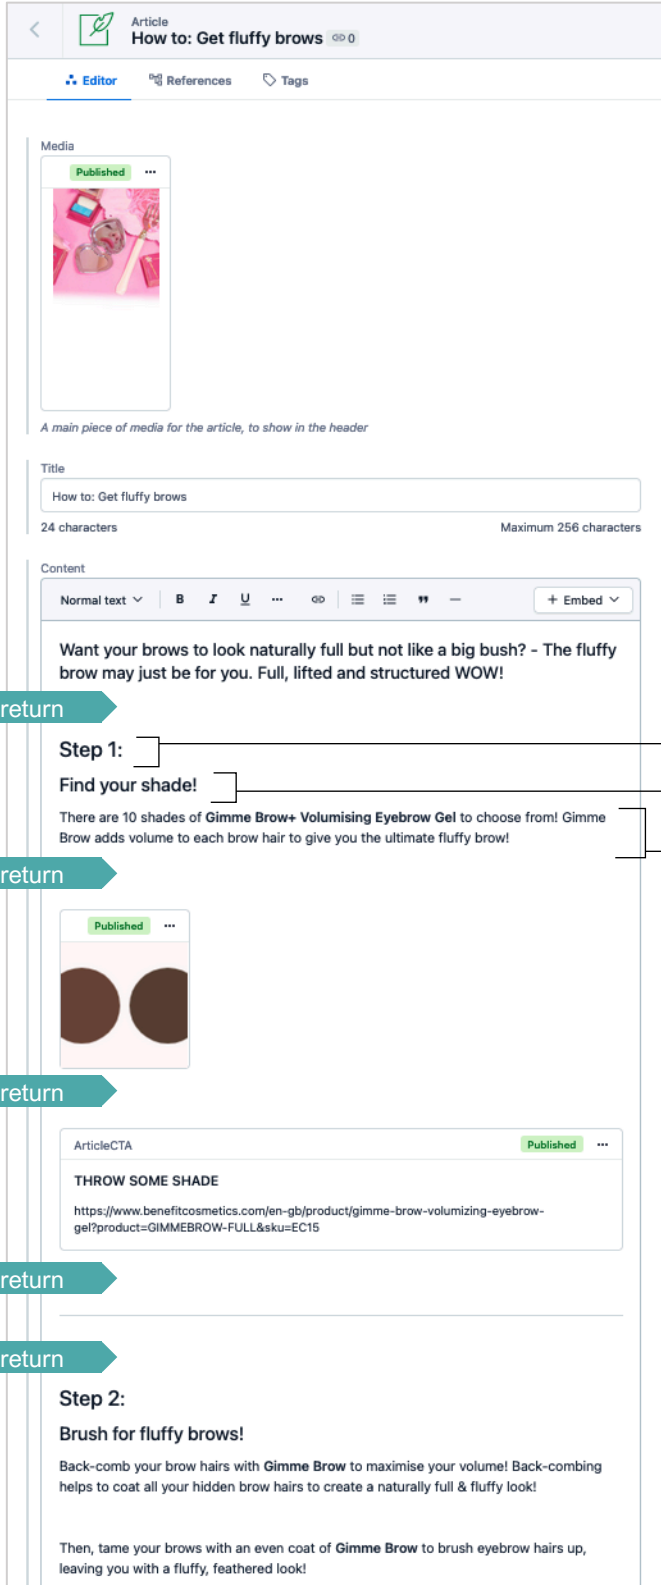 Article
How to: Get fluffy brows 0
Editor References Tags
Media
Published ...
A main piece of media for the article, to show in the header
Title
How to: Get fluffy brows
24 characters Maximum 256 characters
Content
Normal text B I U ... + Embed
Want your brows to look naturally full but not like a big bush? - The fluffy
brow may just be for you. Full, lifted and structured WOW!
return
Step 1:
Find your shade!
There are 10 shades of Gimme Brow+ Volumising Eyebrow Gel to choose from! Gimme
Brow adds volume to each brow hair to give you the ultimate fluffy brow!
return
Published ...
return
ArticleCTA Published ...
THROW SOME SHADE
https://www.benefitcosmetics.com/en-gb/product/gimme-brow-volumizing-eyebrow-
gel?product=GIMMEBROW-FULL&sku=EC15
return
return
Step 2:
Brush for fluffy brows!
Back-comb your brow hairs with Gimme Brow to maximise your volume! Back-combing
helps to coat all your hidden brow hairs to create a naturally full & fluffy look!
Then, tame your brows with an even coat of Gimme Brow to brush eyebrow hairs up,
leaving you with a fluffy, feathered look!